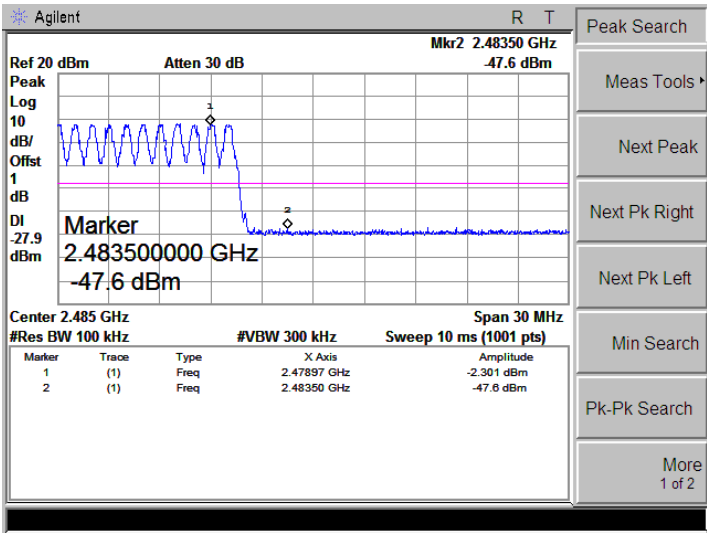 Agilent R T
Mkr2 2.48350 GHz
Ref 20 dBm Atten 30 dB -47.6 dBm
Peak
Log
10
dB/
Offst
1
dB
DI
-27.9
dBm
1
2
Marker
2.483500000 GHz
-47.6 dBm
Center 2.485 GHz Span 30 MHz
#Res BW 100 kHz #VBW 300 kHz Sweep 10 ms (1001 pts)
Marker Trace Type X Axis Amplitude
1 (1) Freq 2.47897 GHz -2.301 dBm
2 (1) Freq 2.48350 GHz -47.6 dBm
Peak Search
Meas Tools
Next Peak
Next Pk Right
Next Pk Left
Min Search
Pk-Pk Search
More
1 of 2